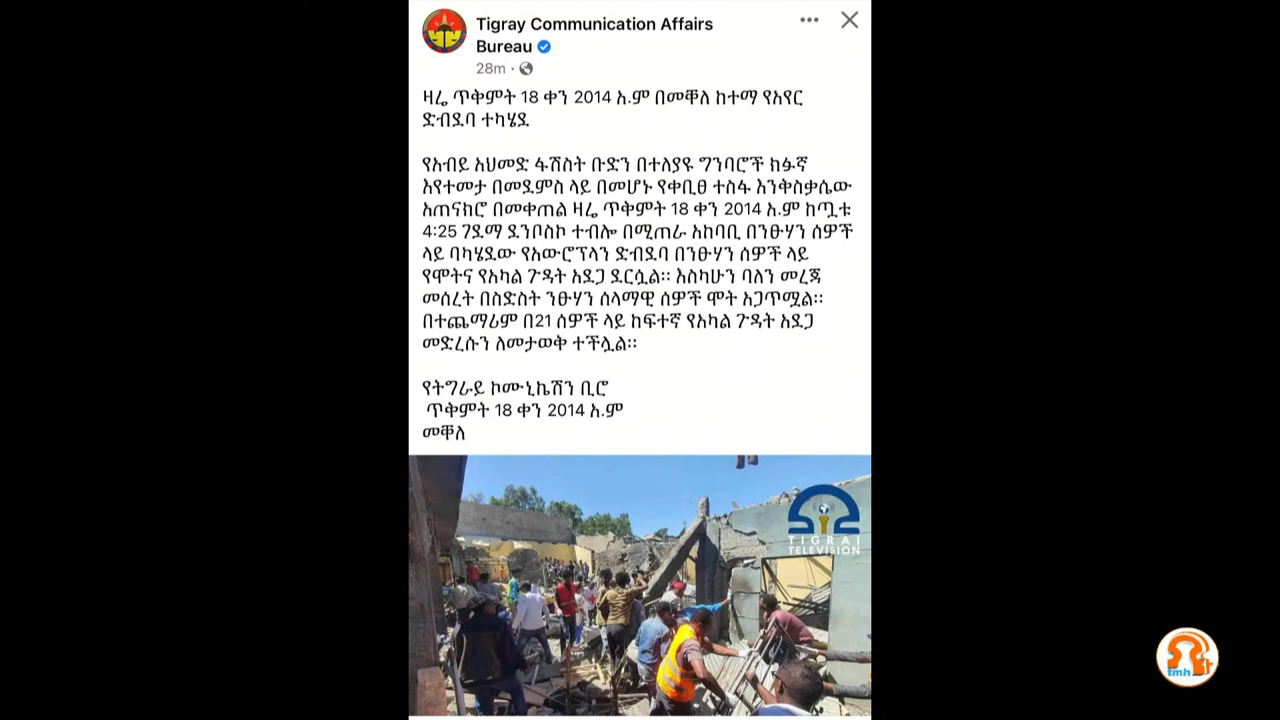 Tigray Communication Affairs
Bureau
28m ·
ዛሬ ጥቅምት 18 ቀን 2014 እ.ም በመቐለ ከተማ የአየር
ድብደባ ተካሄደ
የአብይ አህመድ ፋሽስት ቡድን በተለያዩ ግንባሮች ክፉኛ
እየተመታ በመደምሰስ ላይ በመሆኑ የቀቢፀ ተስፋ እንቅስቃሴው
አጠናክሮ በመቀጠል ዛሬ ጥቅምት 18 ቀን 2014 እ.ም ከጧቱ
4:25 ገደማ ደንቦስኮ ተብሎ በሚጠራ አከባቢ በንፁሃን ሰዎች
ላይ ባካሄደው የአውሮፕላን ድብደባ በንፁሃን ሰዎች ላይ
የሞትና የአካል ጉዳት አደጋ ደርሷል፡፡ እስካሁን ባለን መረጃ
መሰረት በስድስት ንፁሃን ሰላማዊ ሰዎች ሞት አጋጥሟል፡፡
በተጨማሪም በ21 ሰዎች ላይ ከፍተኛ የአካል ጉዳት አደጋ
መድረሱን ለመታወቅ ተችሏል፡፡
የትግራይ ኮሙኒኬሽን ቢሮ
ጥቅምት 18 ቀን 2014 እ.ም
መቐለ
TIGRAI
TELEVISION
tmh